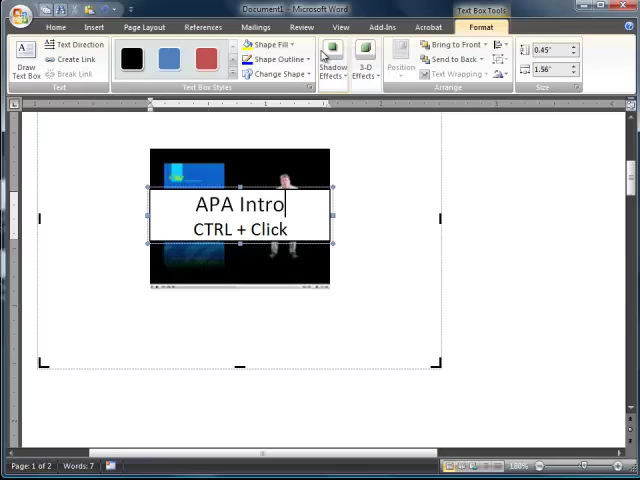 Document1 - Microsoft Word
Text Box Tools
Home Insert Page Layout References Mailings Review View Add-Ins Acrobat Format
Draw Text Box
Text Direction
Create Link
Break Link
Text
Shape Fill
Shape Outline
Change Shape
Text Box Styles
Shadow Effects
3-D Effects
Position
Bring to Front
Send to Back
Text Wrapping
Arrange
0.45"
1.56"
Size
APA Intro
CTRL + Click
Page: 1 of 2 Words: 7 180%